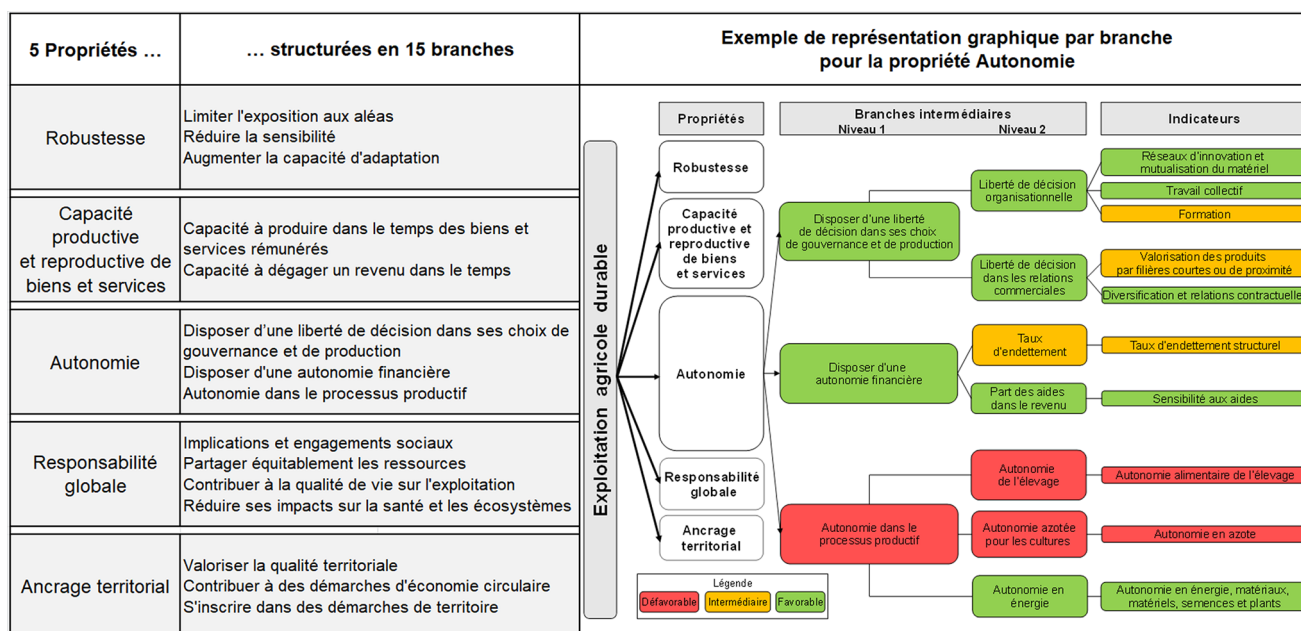 5 Propriétés …
… structurées en 15 branches
Exemple de représentation graphique par branche
pour la propriété Autonomie
Robustesse
Limiter l'exposition aux aléas
Réduire la sensibilité
Augmenter la capacité d'adaptation
Capacité
productive
et reproductive de
biens et services
Capacité à produire dans le temps des biens et
services rémunérés
Capacité à dégager un revenu dans le temps
Autonomie
Disposer d’une liberté de décision dans ses choix de
gouvernance et de production
Disposer d'une autonomie financière
Autonomie dans le processus productif
Responsabilité
globale
Implications et engagements sociaux
Partager équitablement les ressources
Contribuer à la qualité de vie sur l'exploitation
Réduire ses impacts sur la santé et les écosystèmes
Ancrage territorial
Valoriser la qualité territoriale
Contribuer à des démarches d'économie circulaire
S'inscrire dans des démarches de territoire
Exploitation agricole durable
Propriétés
Robustesse
Capacité
productive et
reproductive
de biens
et services
Autonomie
Responsabilité
globale
Ancrage
territorial
Branches intermédiaires
Niveau 1
Niveau 2
Disposer d'une liberté
de décision dans ses choix
de gouvernance et de production
Disposer d'une
autonomie financière
Autonomie dans le
processus productif
Liberté de décision
organisationnelle
Liberté de décision
dans les relations
commerciales
Taux
d'endettement
Part des aides
dans le revenu
Autonomie
de l'élevage
Autonomie azotée
pour les cultures
Autonomie en
énergie
Indicateurs
Réseaux d'innovation et
mutualisation du matériel
Travail collectif
Formation
Valorisation des produits
par filières courtes ou de proximité
Diversification et relations contractuelle
Taux d'endettement structurel
Sensibilité aux aides
Autonomie alimentaire de l'élevage
Autonomie en azote
Autonomie en énergie, matériaux,
matériels, semences et plants
Légende
Défavorable
Intermédiaire
Favorable